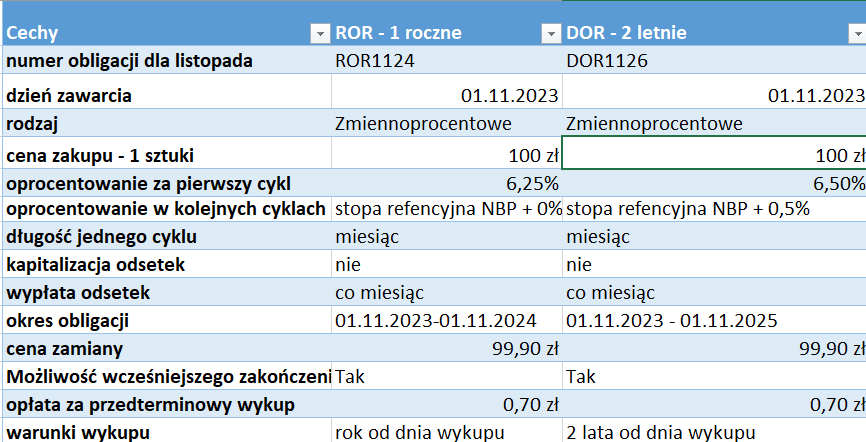 Cechy ROR - 1 roczne DOR - 2 letnie
numer obligacji dla listopada ROR1124 DOR1126
dzień zawarcia 01.11.2023 01.11.2023
rodzaj Zmiennoprocentowe Zmiennoprocentowe
cena zakupu - 1 sztuki 100 zł 100 zł
oprocentowanie za pierwszy cykl 6,25% 6,50%
oprocentowanie w kolejnych cyklach stopa refencyjna NBP + 0% stopa refencyjna NBP + 0,5%
długość jednego cyklu miesiąc miesiąc
kapitalizacja odsetek nie nie
wypłata odsetek co miesiąc co miesiąc
okres obligacji 01.11.2023-01.11.2024 01.11.2023 - 01.11.2025
cena zamiany 99,90 zł 99,90 zł
Możliwość wcześniejszego zakończeni Tak Tak
opłata za przedterminowy wykup 0,70 zł 0,70 zł
warunki wykupu rok od dnia wykupu 2 lata od dnia wykupu